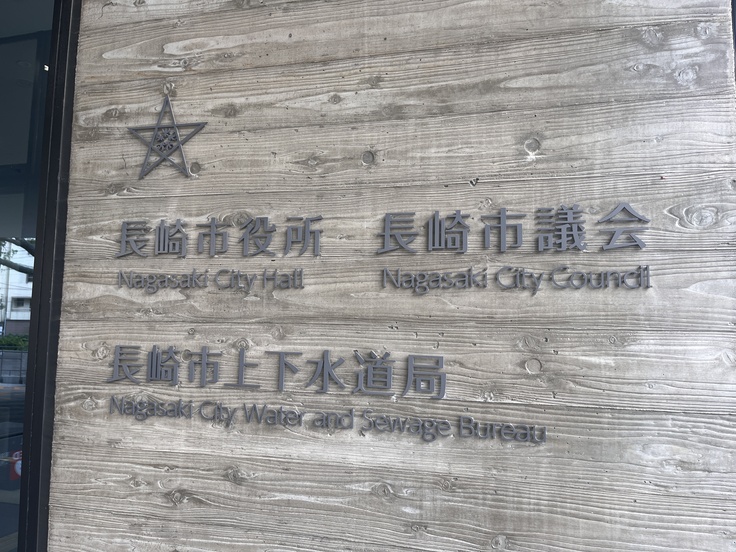 長崎市役所 長崎市議会
Nagasaki City Hall Nagasaki City Council
長崎市上下水道局
Nagasaki City Water and Sewage Bureau